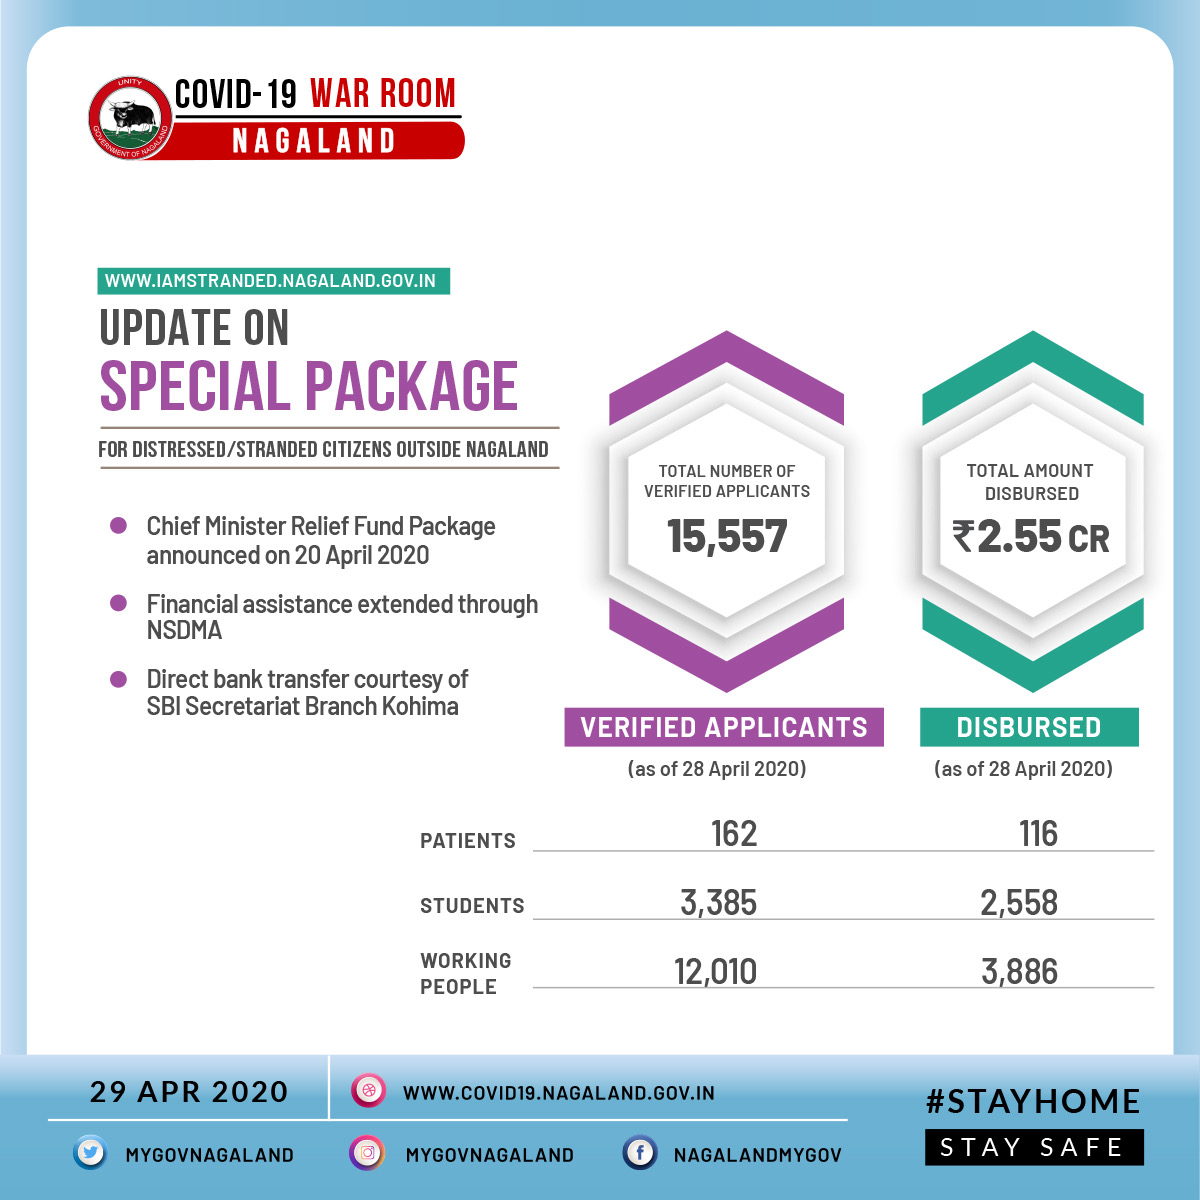 UNITY
GOVERNMENT OF NAGALAND
COVID-19 WAR ROOM
NAGALAND
WWW.IAMSTRANDED.NAGALAND.GOV.IN
UPDATE ON
SPECIAL PACKAGE
FOR DISTRESSED/STRANDED CITIZENS OUTSIDE NAGALAND
Chief Minister Relief Fund Package
announced on 20 April 2020
Financial assistance extended through
NSDMA
Direct bank transfer courtesy of
SBI Secretariat Branch Kohima
TOTAL NUMBER OF
VERIFIED APPLICANTS
15,557
TOTAL AMOUNT
DISBURSED
₹2.55 CR
VERIFIED APPLICANTS
DISBURSED
(as of 28 April 2020)
(as of 28 April 2020)
PATIENTS 162 116
STUDENTS 3,385 2,558
WORKING
PEOPLE 12,010 3,886
29 APR 2020
WWW.COVID19.NAGALAND.GOV.IN
MYGOVNAGALAND
MYGOVNAGALAND
NAGALANDMYGOV
#STAYHOME
STAY SAFE